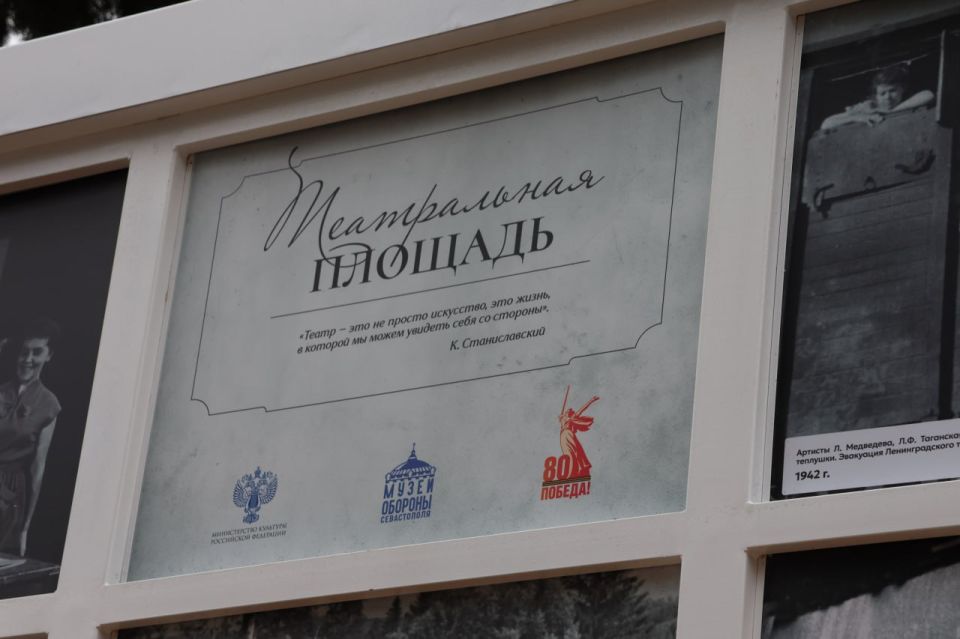 Театральная
ПЛОЩАДЬ
«Театр – это не просто искусство, это жизнь,
в которой мы можем увидеть себя со стороны».
К. Станиславский
МИНИСТЕРСТВО КУЛЬТУРЫ
РОССИЙСКОЙ ФЕДЕРАЦИИ
МУЗЕЙ
ОБОРОНЫ
СЕВАСТОПОЛЯ
80
ПОБЕДА!
Артисты Л. Медведева, Л.Ф. Таганская
теплушки. Эвакуация Ленинградского т
1942 г.